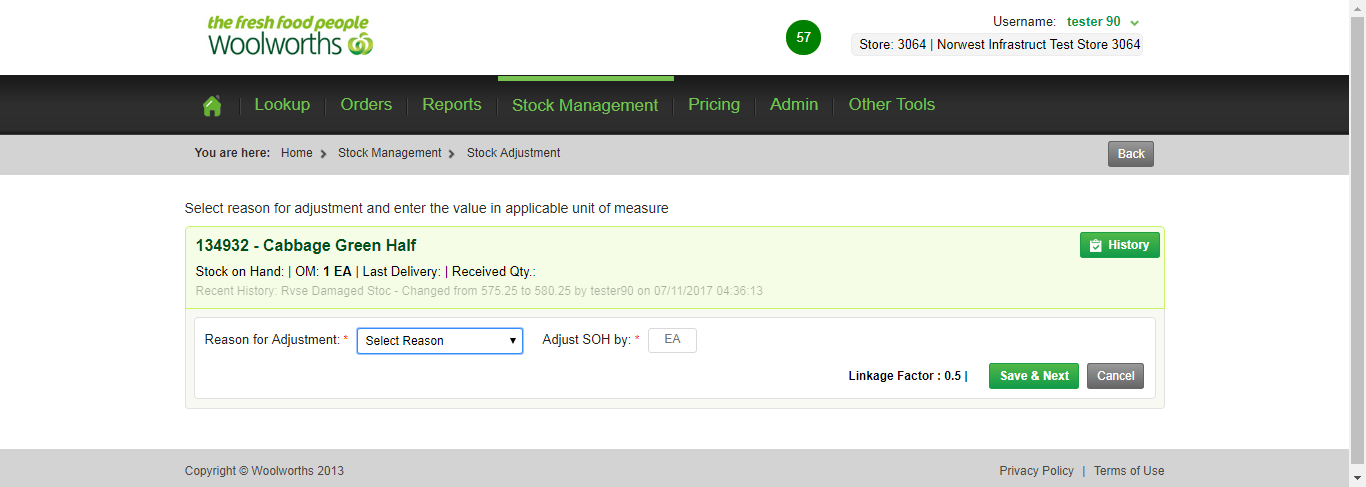 the fresh food people
Woolworths
57
Username: tester 90
Store: 3064 | Norwest Infrastruct Test Store 3064
Lookup Orders Reports Stock Management Pricing Admin Other Tools
You are here: Home Stock Management Stock Adjustment Back
Select reason for adjustment and enter the value in applicable unit of measure
134932 - Cabbage Green Half
History
Stock on Hand: | OM: 1 EA | Last Delivery: | Received Qty.:
Recent History: Rvse Damaged Stoc - Changed from 575.25 to 580.25 by tester90 on 07/11/2017 04:36:13
Reason for Adjustment: * Select Reason Adjust SOH by: * EA
Linkage Factor : 0.5 | Save & Next Cancel
Copyright © Woolworths 2013 Privacy Policy | Terms of Use